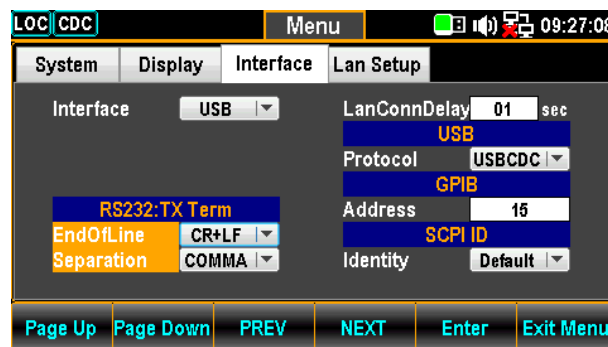 LOC CDC Menu 09:27:08
System Display Interface Lan Setup
Interface USB
LanConnDelay 01 sec
USB
Protocol USBCDC
GPIB
RS232:TX Term
Address 15
EndOfLine CR+LF
SCPI ID
Separation COMMA
Identity Default
Page Up Page Down PREV NEXT Enter Exit Menu